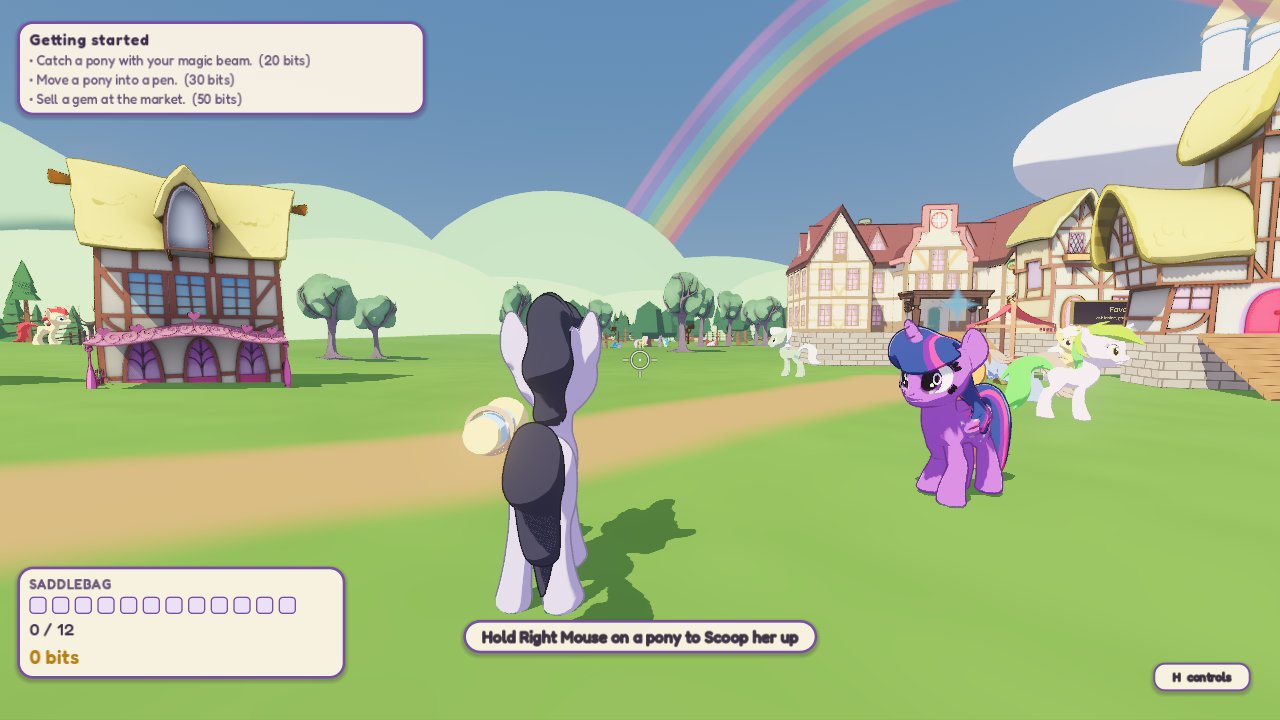 Getting started
• Catch a pony with your magic beam. (20 bits)
• Move a pony into a pen. (30 bits)
• Sell a gem at the market. (50 bits)
SADDLEBAG
0 / 12
0 bits
Hold Right Mouse on a pony to Scoop her up
H controls